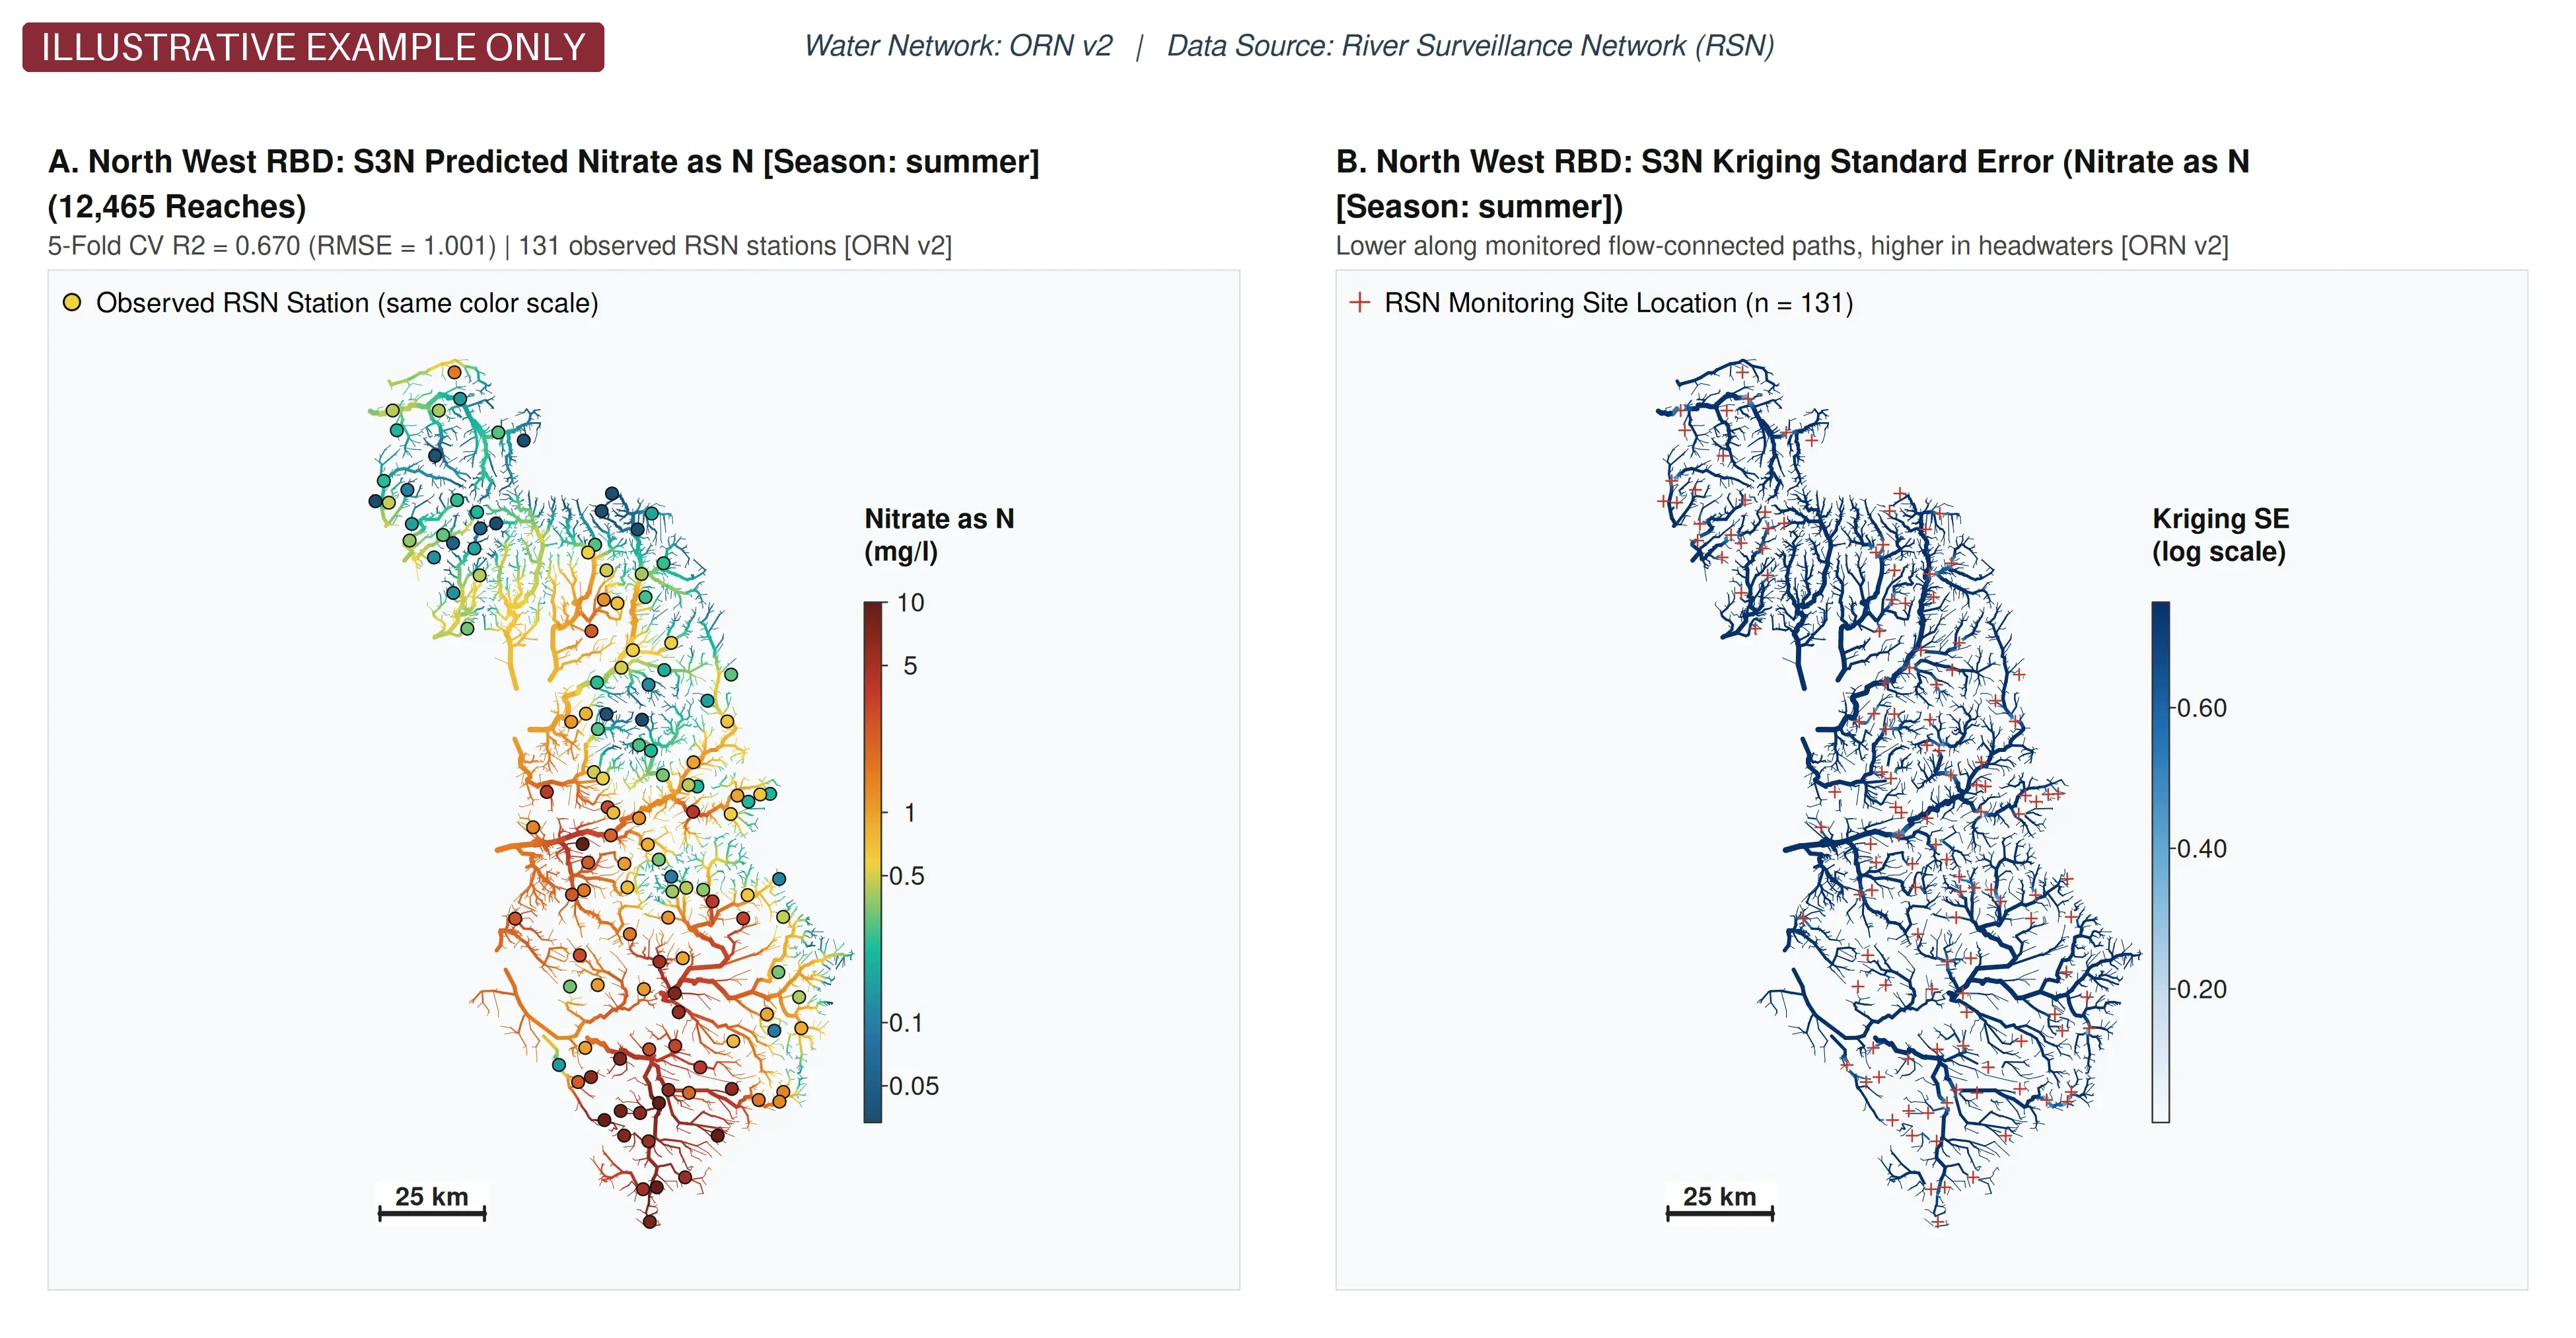 ILLUSTRATIVE EXAMPLE ONLY
Water Network: ORN v2 | Data Source: River Surveillance Network (RSN)
A. North West RBD: S3N Predicted Nitrate as N [Season: summer]
(12,465 Reaches)
5-Fold CV R2 = 0.670 (RMSE = 1.001) | 131 observed RSN stations [ORN v2]
Observed RSN Station (same color scale)
Nitrate as N
(mg/l)
10
5
1
0.5
0.1
0.05
25 km
B. North West RBD: S3N Kriging Standard Error (Nitrate as N
[Season: summer])
Lower along monitored flow-connected paths, higher in headwaters [ORN v2]
RSN Monitoring Site Location (n = 131)
Kriging SE
(log scale)
0.60
0.40
0.20
25 km